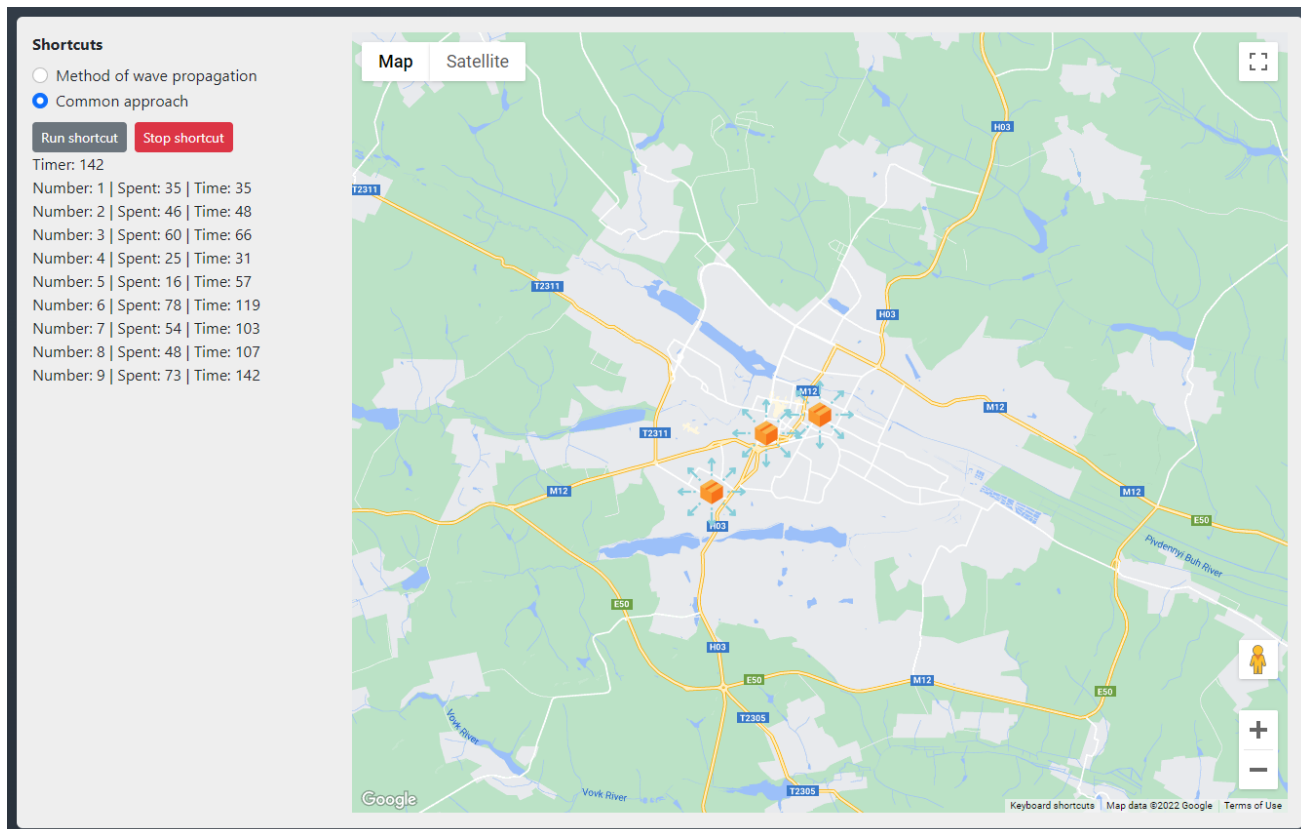 Shortcuts
Method of wave propagation
Common approach
Run shortcut Stop shortcut
Timer: 142
Number: 1 | Spent: 35 | Time: 35
Number: 2 | Spent: 46 | Time: 48
Number: 3 | Spent: 60 | Time: 66
Number: 4 | Spent: 25 | Time: 31
Number: 5 | Spent: 16 | Time: 57
Number: 6 | Spent: 78 | Time: 119
Number: 7 | Spent: 54 | Time: 103
Number: 8 | Spent: 48 | Time: 107
Number: 9 | Spent: 73 | Time: 142
Map Satellite
H03
T2311
T2311
H03
M12
M12
T2311
M12
M12
E50
H03
Pivdennyi Buh River
E50
H03
E50
M12
E50
T2305
Vovk River
T2305
Vovk River
Google
Keyboard shortcuts Map data ©2022 Google Terms of Use